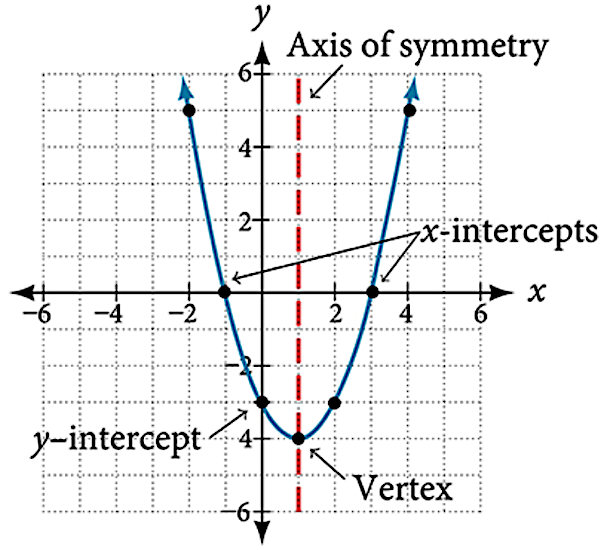 y
Axis of symmetry
6
4
2
x-intercepts
−6 −4 −2 2 4 6 x
−2
y–intercept 4
Vertex
−6